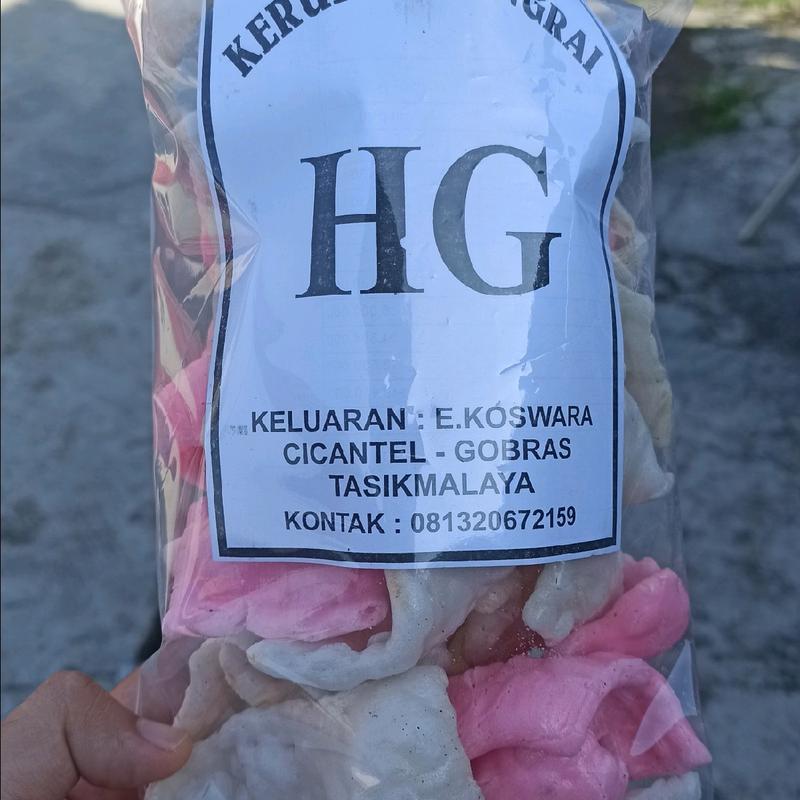 HG
KELUARAN : E.KOSWARA
CICANTEL - GOBRAS
TASIKMALAYA
KONTAK : 081320672159